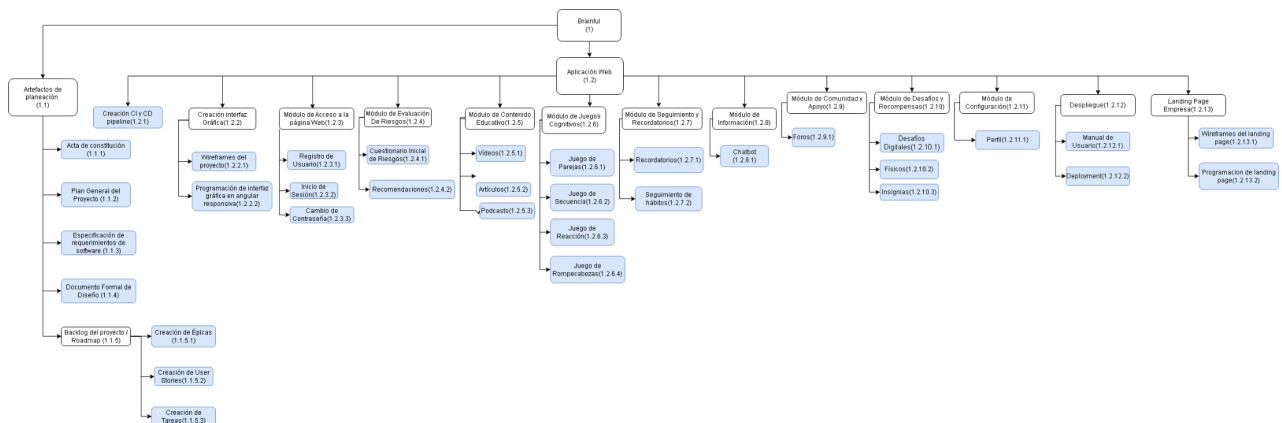 Brainful
(1)
Aplicación Web
(1.2)
Artefactos de
planeación
(1.1)
Acta de constitución
(1.1.1)
Plan General del
Proyecto (1.1.2)
Especificación de
requerimientos de
software (1.1.3)
Documento Formal de
Diseño (1.1.4)
Backlog del proyecto /
Roadmap (1.1.5)
Creación de Épicas
(1.1.5.1)
Creación de User
Stories(1.1.5.2)
Creación de
Tareas(1.1.5.3)
Creación CI y CD
pipeline(1.2.1)
Creación interfaz
Gráfica(1.2.2)
Wireframes del
proyecto(1.2.2.1)
Programación de interfaz
gráfica en angular
responsiva(1.2.2.2)
Módulo de Acceso a la
página Web(1.2.3)
Registro de
Usuario(1.2.3.1)
Inicio de
Sesión(1.2.3.2)
Cambio de
Contraseña(1.2.3.3)
Módulo de Evaluación
De Riesgos(1.2.4)
Cuestionario Inicial
de Riesgos(1.2.4.1)
Recomendaciones(1.2.4.2)
Módulo de Contenido
Educativo(1.2.5)
Vídeos(1.2.5.1)
Artículos(1.2.5.2)
Podcasts(1.2.5.3)
Módulo de Juegos
Cognitivos(1.2.6)
Juego de
Parejas(1.2.6.1)
Juego de
Secuencia(1.2.6.2)
Juego de
Reacción(1.2.6.3)
Juego de
Rompecabezas(1.2.6.4)
Módulo de Seguimiento y
Recordatorios(1.2.7)
Recordatorios(1.2.7.1)
Seguimiento de
hábitos(1.2.7.2)
Módulo de
Información(1.2.8)
Chatbot
(1.2.8.1)
Módulo de Comunidad y
Apoyo(1.2.9)
Foros(1.2.9.1)
Módulo de Desafíos y
Recompensas(1.2.10)
Desafíos
Digitales(1.2.10.1)
Físicos(1.2.10.2)
Insignias(1.2.10.3)
Módulo de
Configuración(1.2.11)
Perfil(1.2.11.1)
Despliegue(1.2.12)
Manual de
Usuario(1.2.12.1)
Deployment(1.2.12.2)
Landing Page
Empresa(1.2.13)
Wireframes del landing
page(1.2.13.1)
Programacion de landing
page(1.2.13.2)